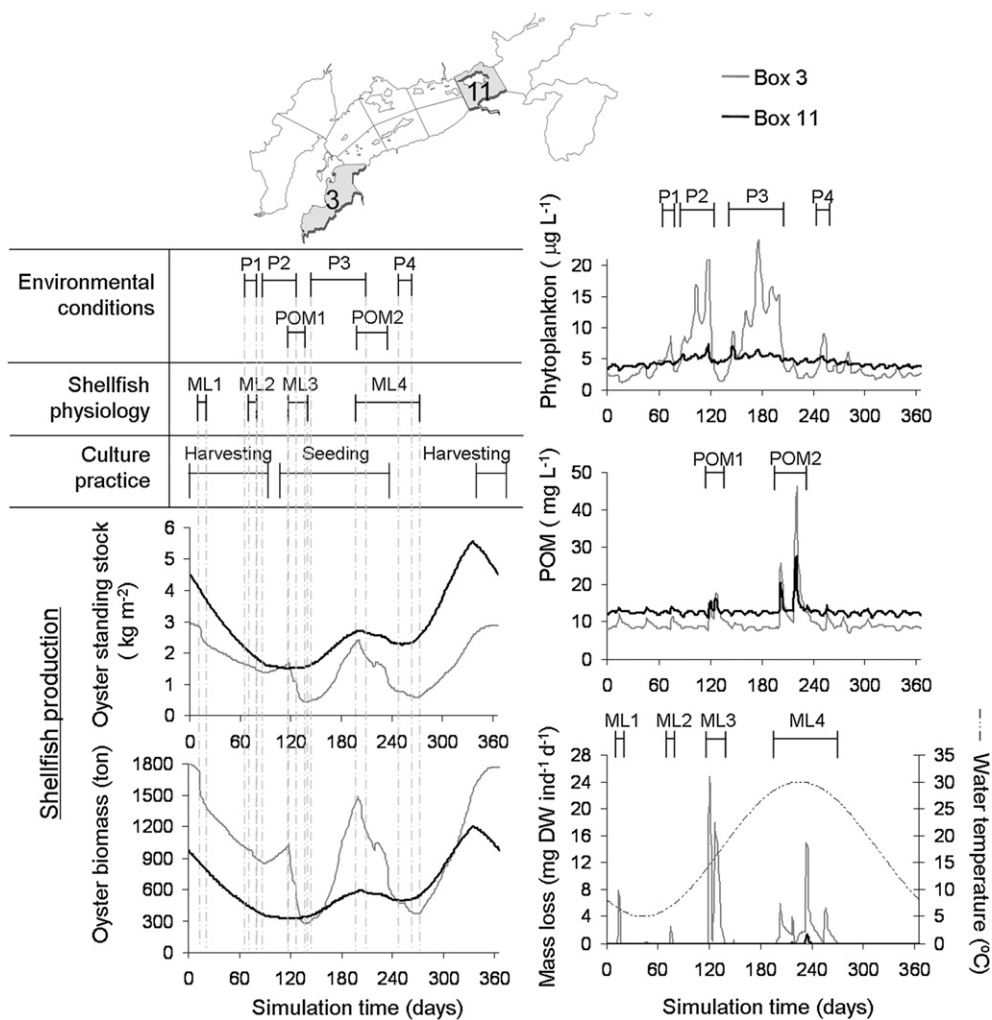 11
3
Box 3
Box 11
Environmental
conditions
P1 P2 P3 P4
POM1 POM2
Shellfish
physiology
ML1 ML2 ML3 ML4
Culture
practice
Harvesting Seeding Harvesting
Shellfish production
Oyster standing stock
( kg m-2)
6
5
4
3
2
1
0
0 60 120 180 240 300 360
Oyster biomass (ton)
1800
1500
1200
900
600
300
0
0 60 120 180 240 300 360
Simulation time (days)
P1 P2 P3 P4
Phytoplankton ( µg L-1)
20
15
10
5
0
0 60 120 180 240 300 360
POM1 POM2
POM ( mg L-1)
50
40
30
20
10
0
0 60 120 180 240 300 360
ML1 ML2 ML3 ML4
Mass loss (mg DW ind-1 d-1)
28
24
20
16
12
8
4
0
35
30
25
20
15
10
5
0
Water temperature (ºC)
0 60 120 180 240 300 360
Simulation time (days)